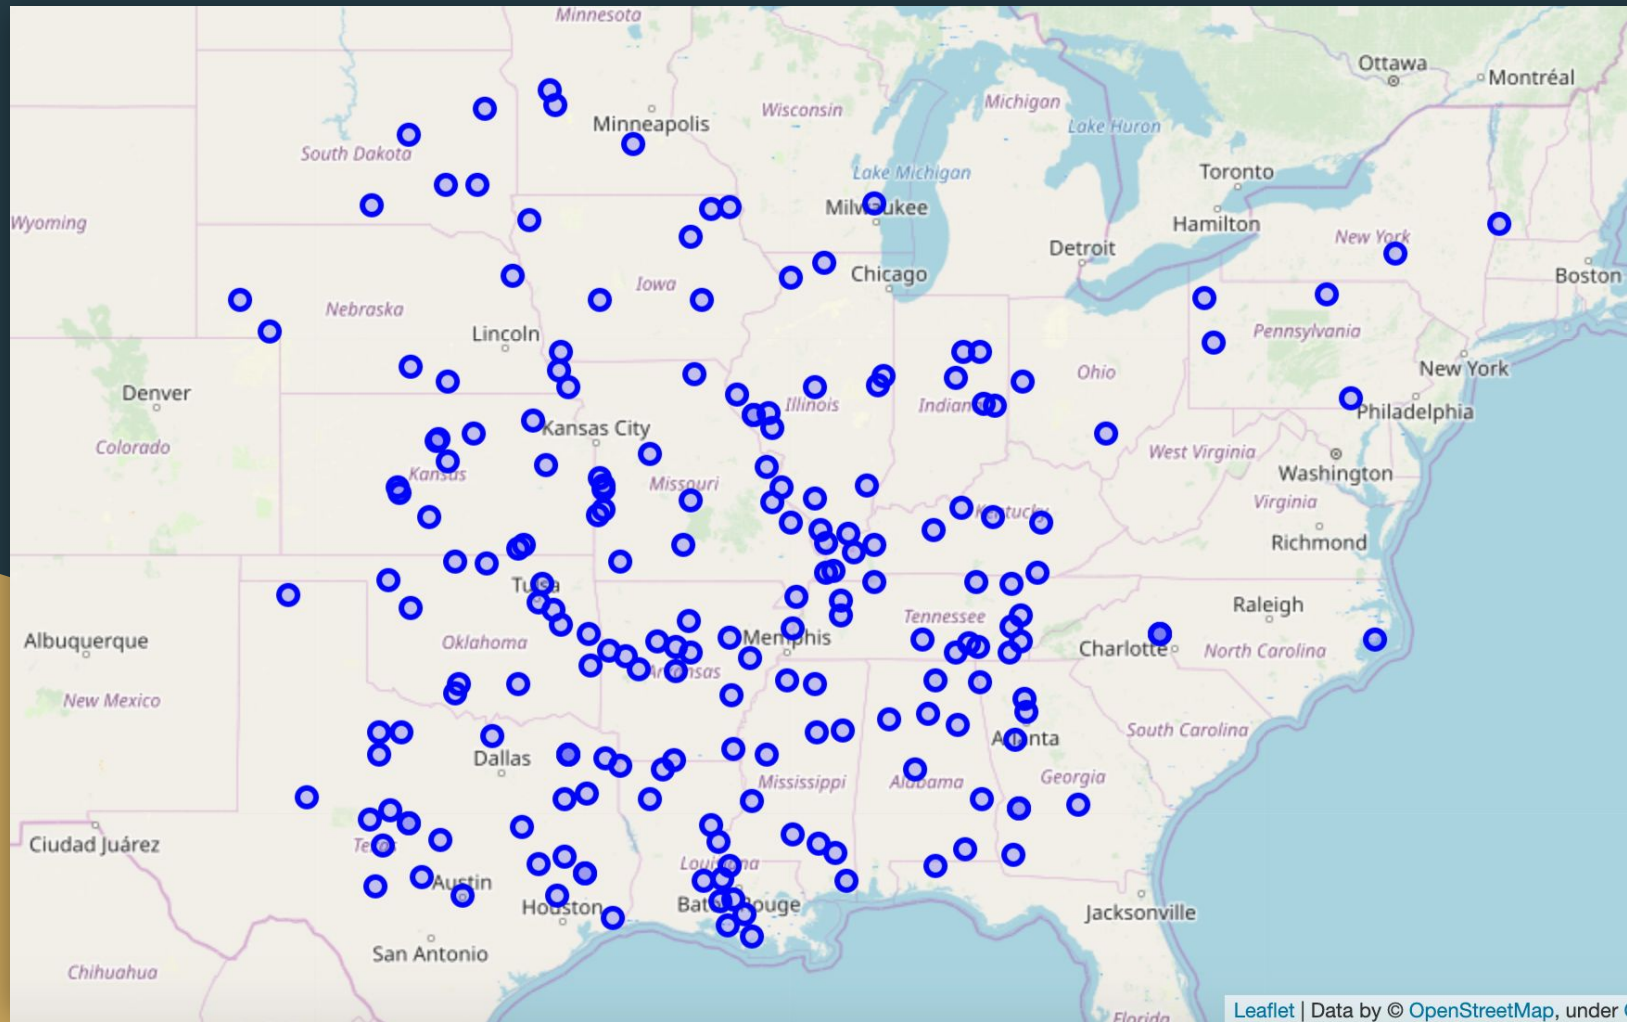 Minnesota
Ottawa
Montréal
Wisconsin
Michigan
Minneapolis
Lake Huron
South Dakota
Toronto
Lake Michigan
Wyoming
Milwaukee
Hamilton
New York
Detroit
Boston
Chicago
Iowa
Nebraska
Pennsylvania
Lincoln
New York
Ohio
Denver
Illinois
Indian
Philadelphia
Kansas City
Colorado
West Virginia
Washington
Kansas
Missouri
Virginia
Kentucky
Richmond
Tulsa
Raleigh
Tennessee
Albuquerque
Oklahoma
Memphis
Charlotte
North Carolina
Arkansas
New Mexico
South Carolina
Atlanta
Dallas
Mississippi
Alabama
Georgia
Ciudad Juárez
Texas
Louisiana
Austin
Houston
Baton Rouge
Jacksonville
San Antonio
Chihuahua
Florida
Leaflet | Data by © OpenStreetMap, under